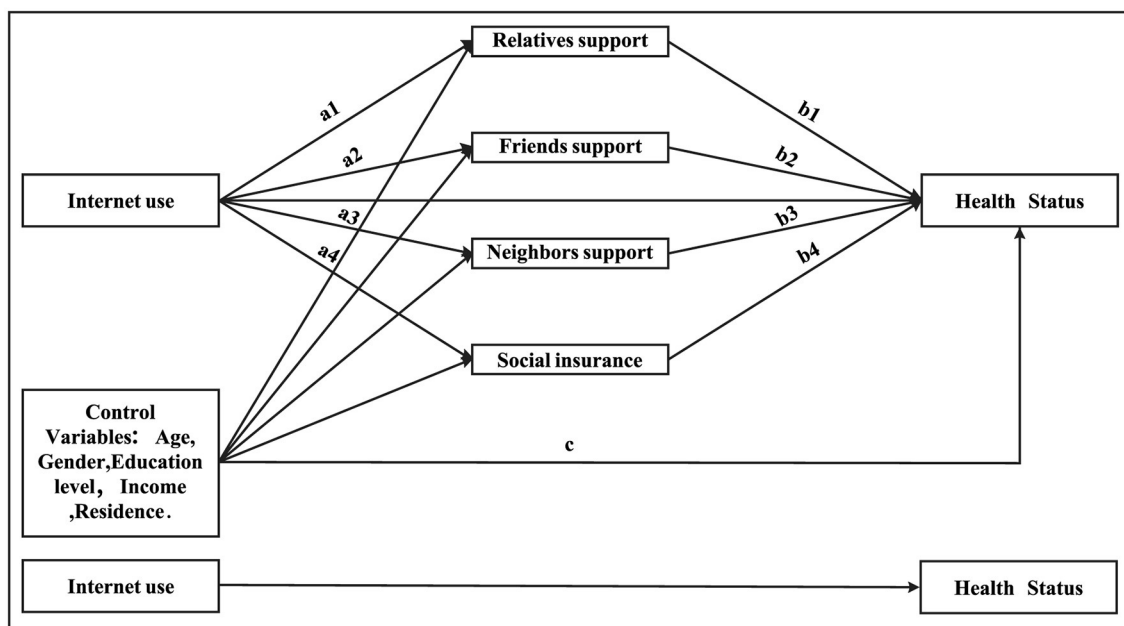 Relatives support
a1
b1
Friends support
a2
b2
Internet use
Health Status
a3
b3
Neighbors support
a4
b4
Social insurance
Control
Variables： Age,
Gender,Education
level， Income
,Residence.
c
Internet use
Health Status